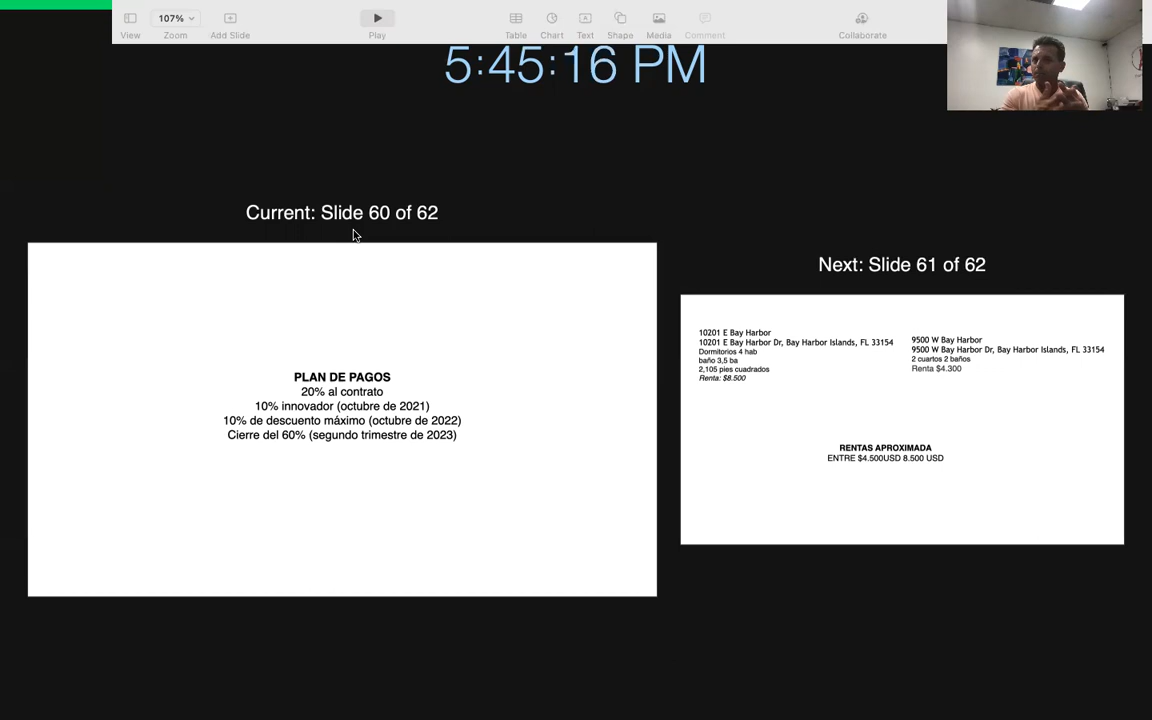 107%
View
Zoom
Add Slide
Play
Table
Chart
Text
Shape
Media
Comment
Collaborate
5:45:16 PM
Current: Slide 60 of 62
PLAN DE PAGOS
20% al contrato
10% innovador (octubre de 2021)
10% de descuento máximo (octubre de 2022)
Cierre del 60% (segundo trimestre de 2023)
Next: Slide 61 of 62
10201 E Bay Harbor
10201 E Bay Harbor Dr, Bay Harbor Islands, FL 33154
Dormitorios 4 hab
baño 3,5 ba
2,105 pies cuadrados
Renta: $8.500
9500 W Bay Harbor
9500 W Bay Harbor Dr, Bay Harbor Islands, FL 33154
2 cuartos 2 baños
Renta $4.300
RENTAS APROXIMADA
ENTRE $4.500USD 8.500 USD